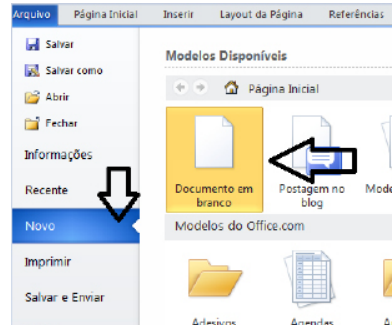 Arquivo Página Inicial Inserir Layout da Página Referências
Salvar
Salvar como
Abrir
Fechar
Informações
Recente
Novo
Imprimir
Salvar e Enviar
Modelos Disponíveis
Página Inicial
Documento em branco
Postagem no blog
Modelos do Office.com
Adesivos Agendas